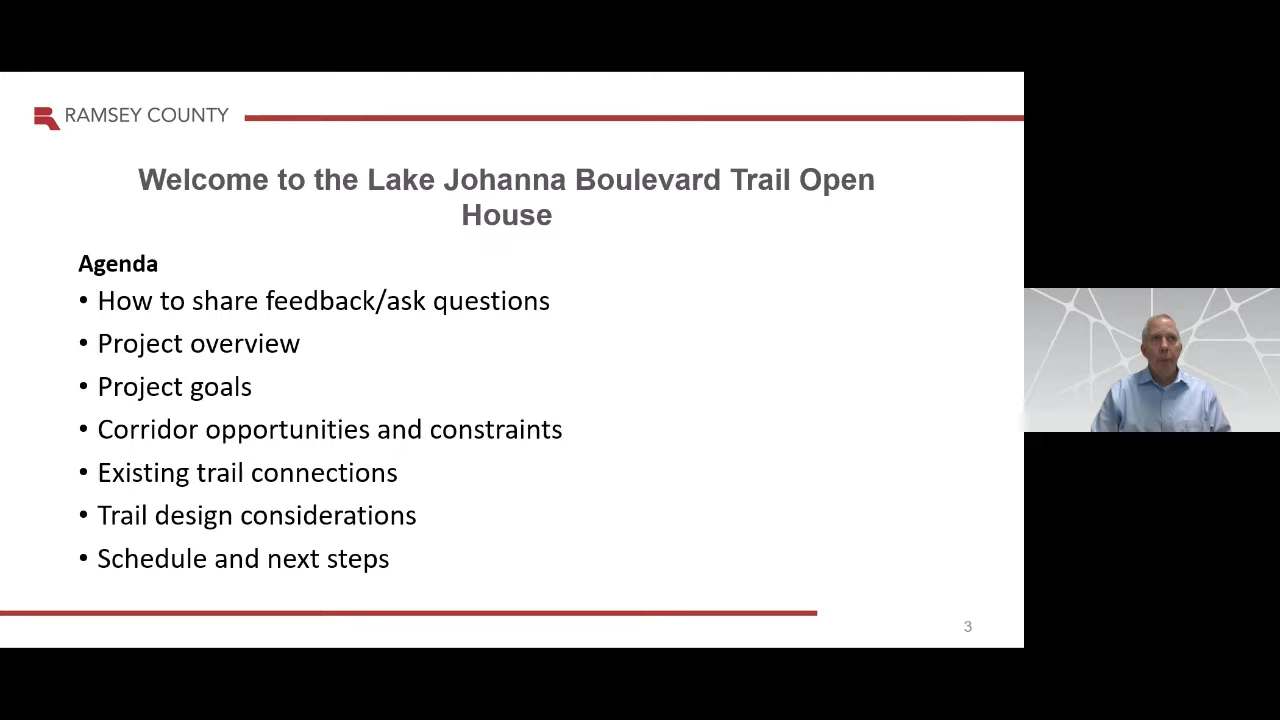 RAMSEY COUNTY
Welcome to the Lake Johanna Boulevard Trail Open
House
Agenda
• How to share feedback/ask questions
• Project overview
• Project goals
• Corridor opportunities and constraints
• Existing trail connections
• Trail design considerations
• Schedule and next steps
3